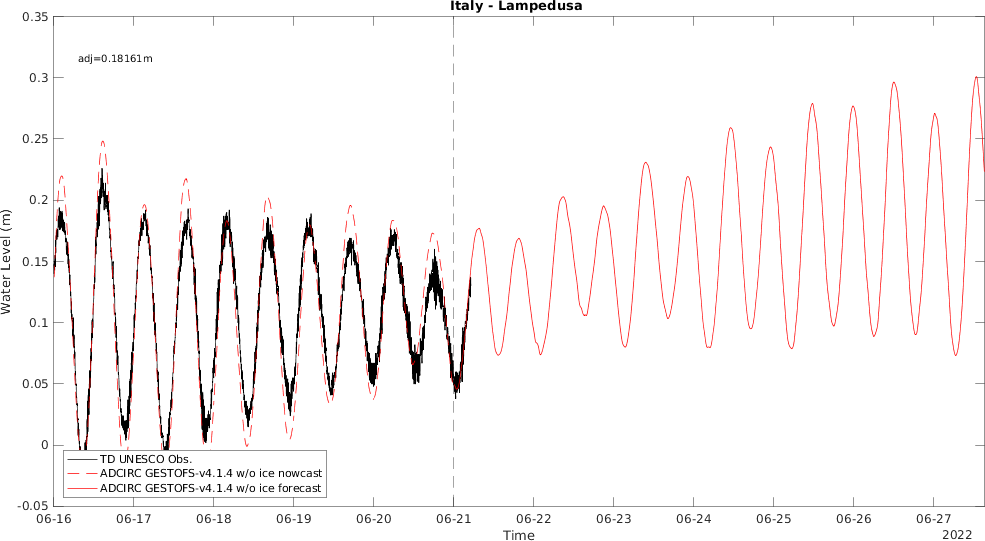 Italy - Lampedusa
adj=0.18161m
Water Level (m)
0.35
0.3
0.25
0.2
0.15
0.1
0.05
0
-0.05
TD UNESCO Obs.
ADCIRC GESTOFS-v4.1.4 w/o ice nowcast
ADCIRC GESTOFS-v4.1.4 w/o ice forecast
06-16 06-17 06-18 06-19 06-20 06-21 06-22 06-23 06-24 06-25 06-26 06-27
2022
Time